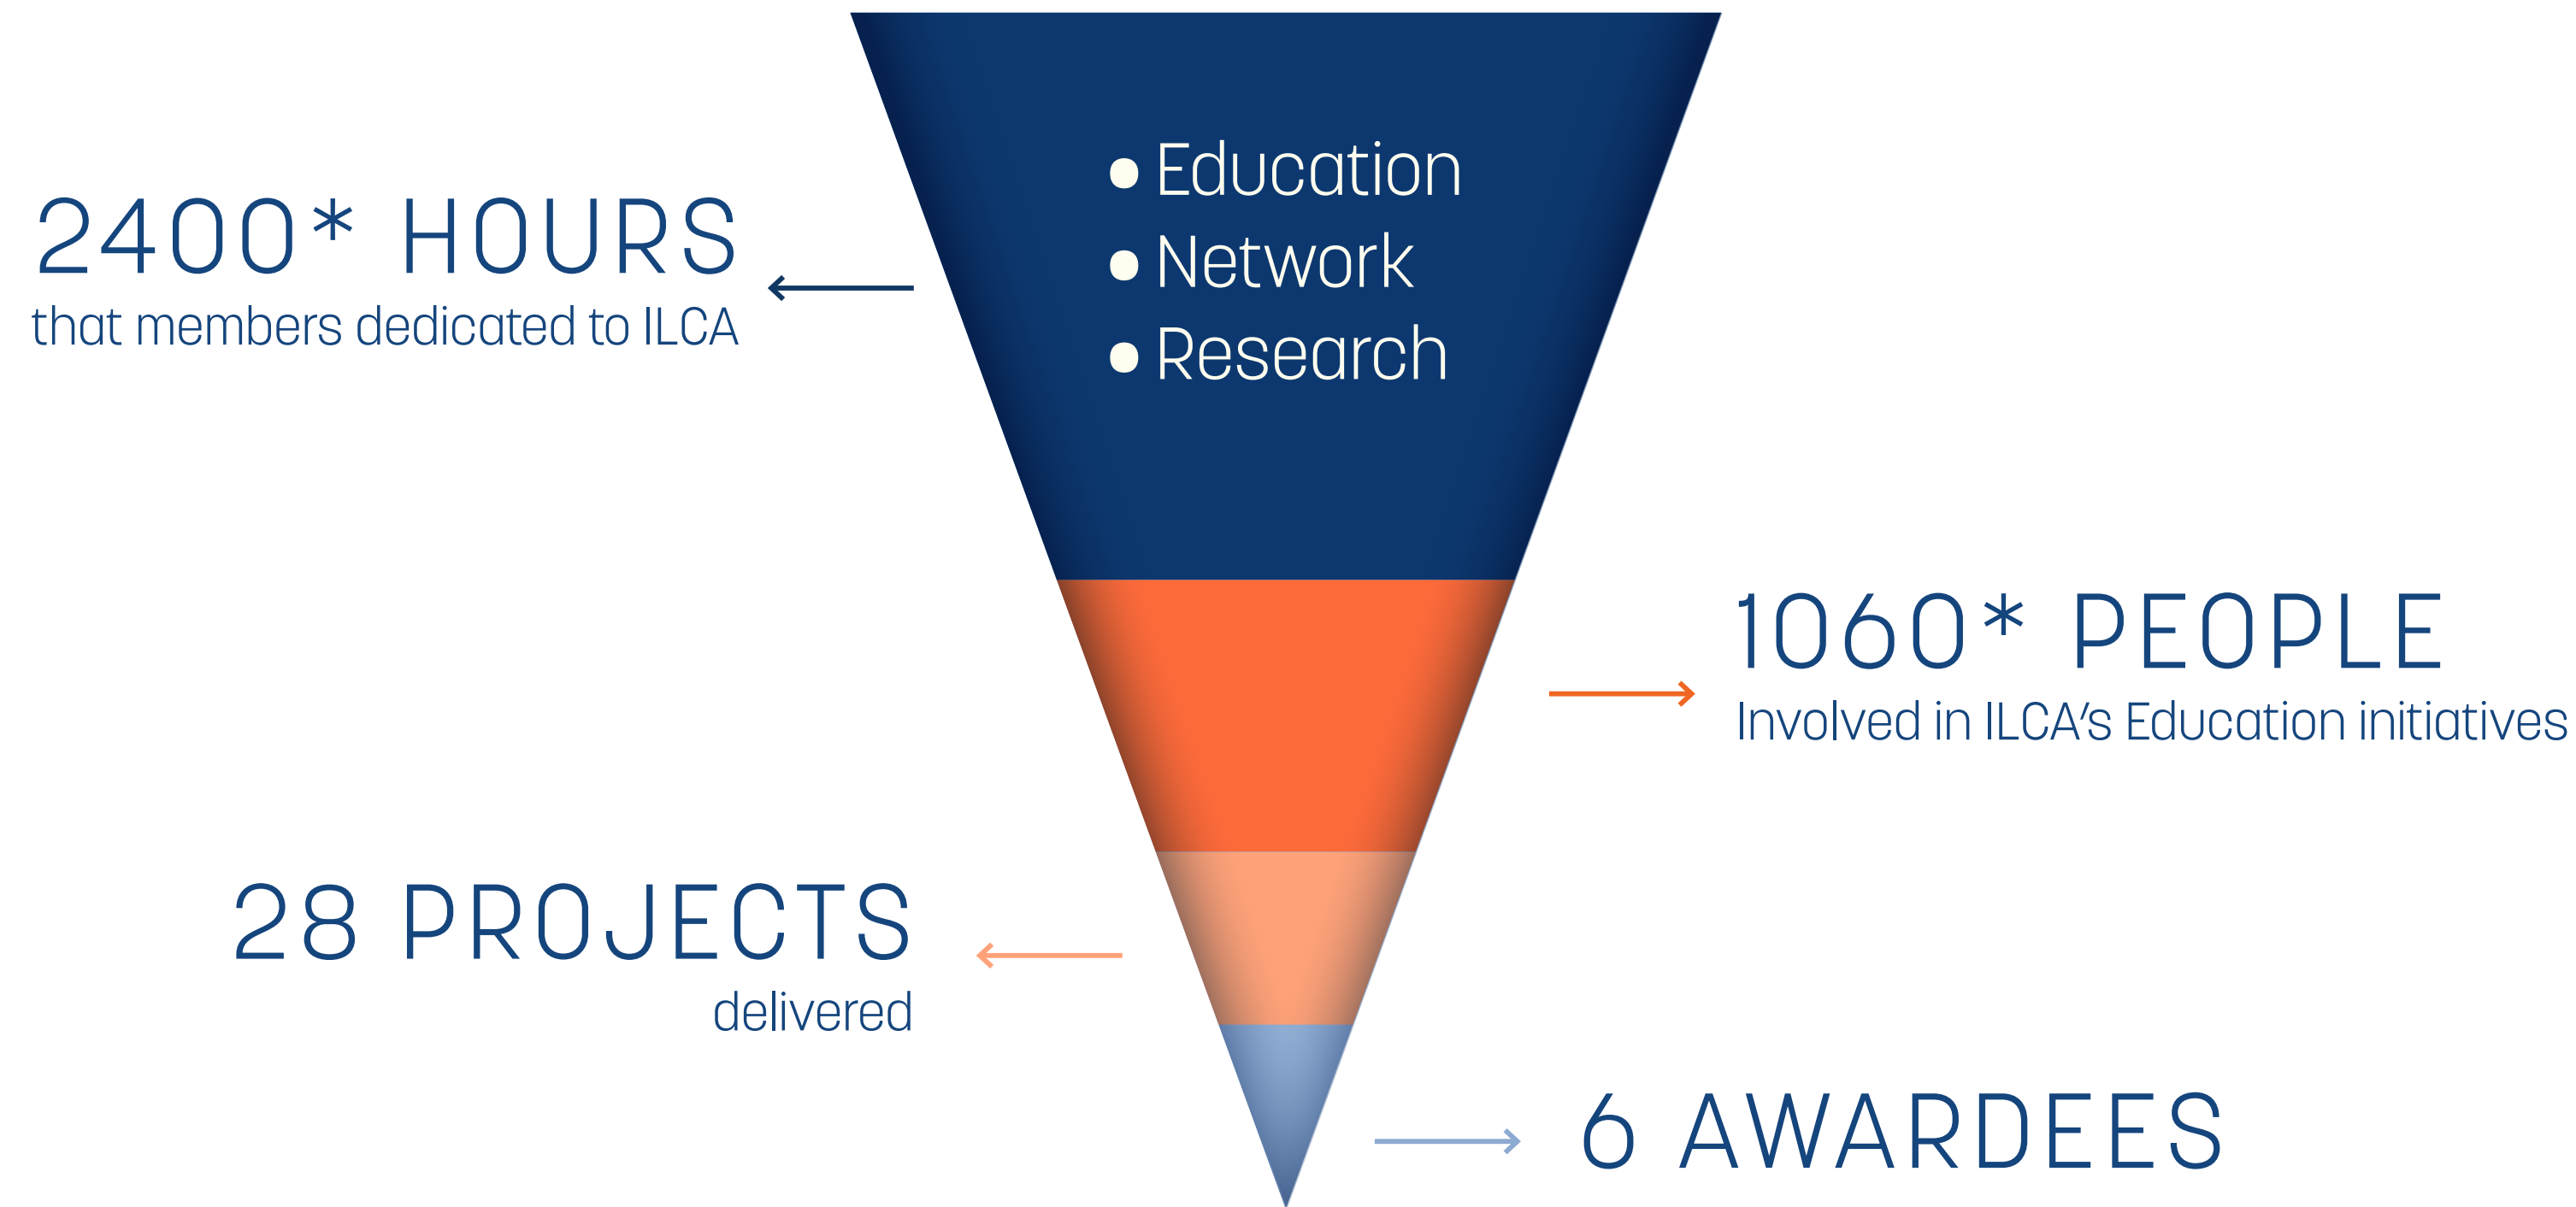 • Education
• Network
• Research
2400* HOURS
that members dedicated to ILCA
1060* PEOPLE
Involved in ILCA's Education initiatives
28 PROJECTS
delivered
6 AWARDEES